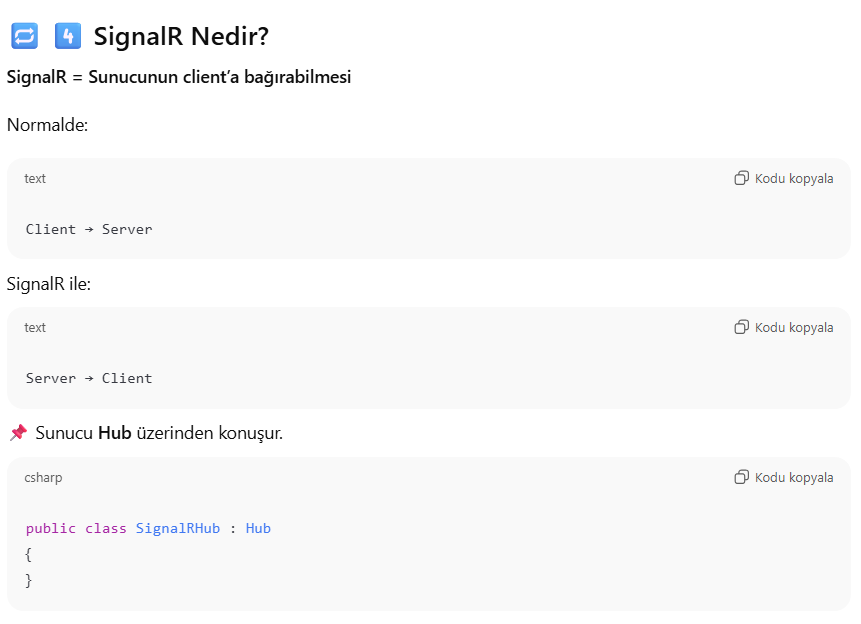 🔁 4️⃣ SignalR Nedir?
SignalR = Sunucunun client’a bağırabilmesi
Normalde:
text
Kodu kopyala
Client → Server
SignalR ile:
text
Kodu kopyala
Server → Client
📌 Sunucu Hub üzerinden konuşur.
csharp
Kodu kopyala
public class SignalRHub : Hub
{
}